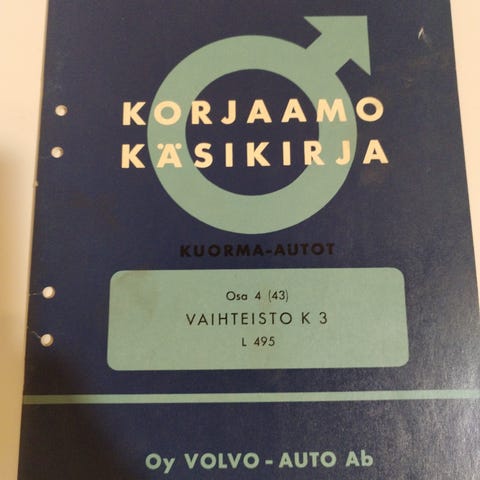 KORJAAMO
KÄSIKIRJA
KUORMA-AUTOT
Osa 4 (43)
VAIHTEISTO K 3
L 495
Oy VOLVO - AUTO Ab